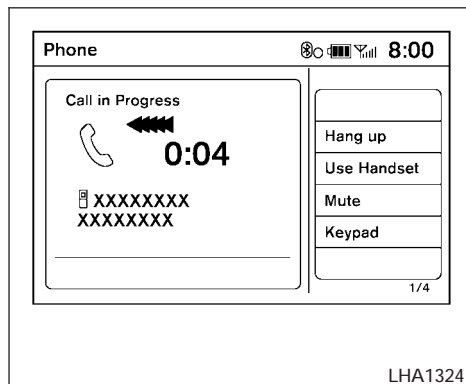 Phone 8:00
Call in Progress
0:04
XXXXXXXX
XXXXXXXX
Hang up
Use Handset
Mute
Keypad
1/4
LHA1324